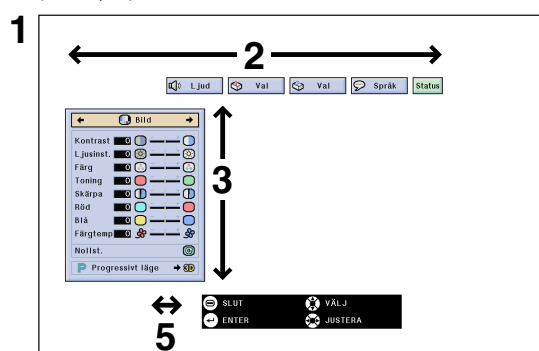 1
2
Ljud Val Val Språk Status
Bild
Kontrast 0
Ljusinst. 0
Färg 0
Toning 0
Skärpa 0
Röd 0
Blå 0
Färgtemp 0
Nollst.
P Progressivt läge 3D
3
SLUT VÄLJ
ENTER JUSTERA
5